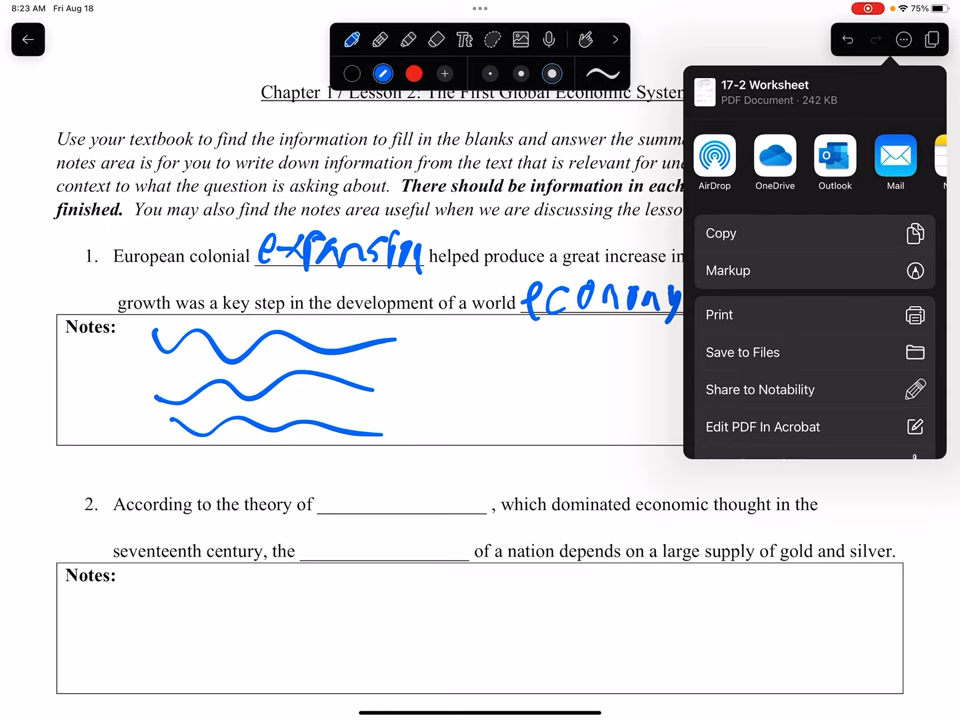 8:23 AM Fri Aug 18
75%
17-2 Worksheet
PDF Document · 242 KB
AirDrop
OneDrive
Outlook
Mail
Copy
Markup
Print
Save to Files
Share to Notability
Edit PDF In Acrobat
Chapter 17 Lesson 2: The First Global Economic System
Use your textbook to find the information to fill in the blanks and answer the summ
notes area is for you to write down information from the text that is relevant for un
context to what the question is asking about. There should be information in each
finished. You may also find the notes area useful when we are discussing the lesso
1. European colonial expansion helped produce a great increase in
growth was a key step in the development of a world economy
Notes:
2. According to the theory of ________________ , which dominated economic thought in the
seventeenth century, the ________________ of a nation depends on a large supply of gold and silver.
Notes: